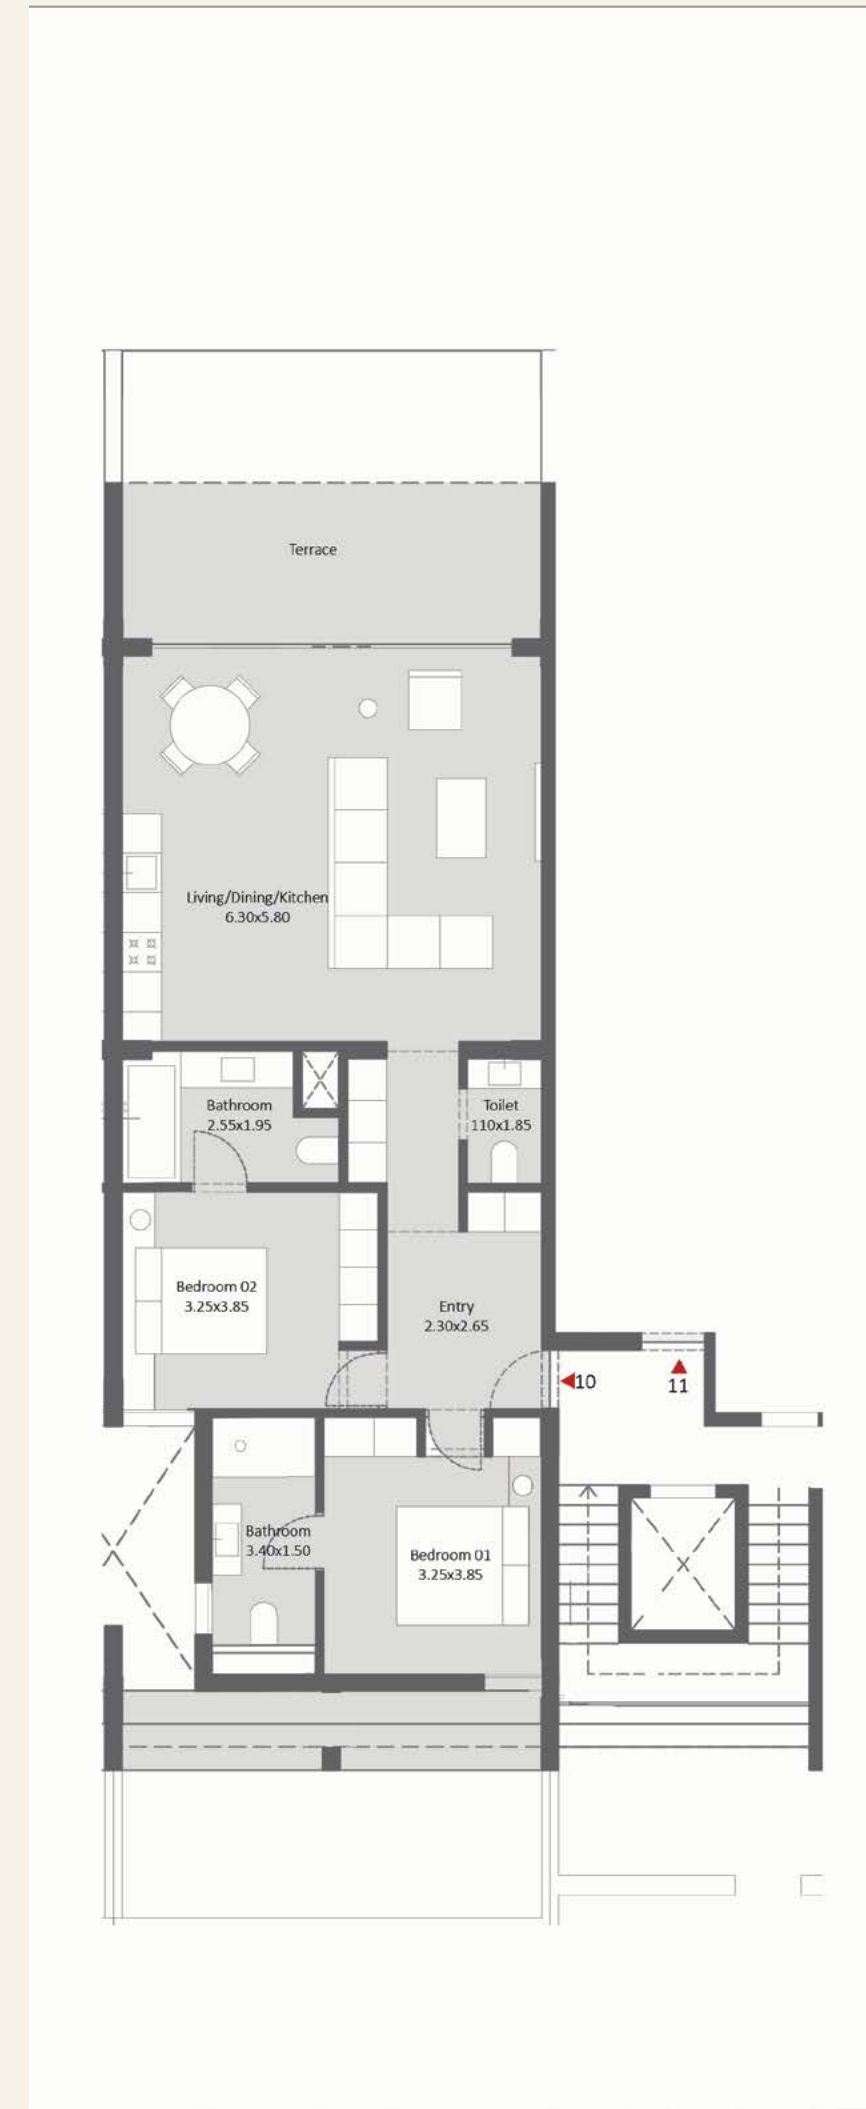 Terrace
Living/Dining/Kitchen
6.30x5.80
Bathroom
2.55x1.95
Toilet
110x1.85
Bedroom 02
3.25x3.85
Entry
2.30x2.65
10
11
Bathroom
3.40x1.50
Bedroom 01
3.25x3.85